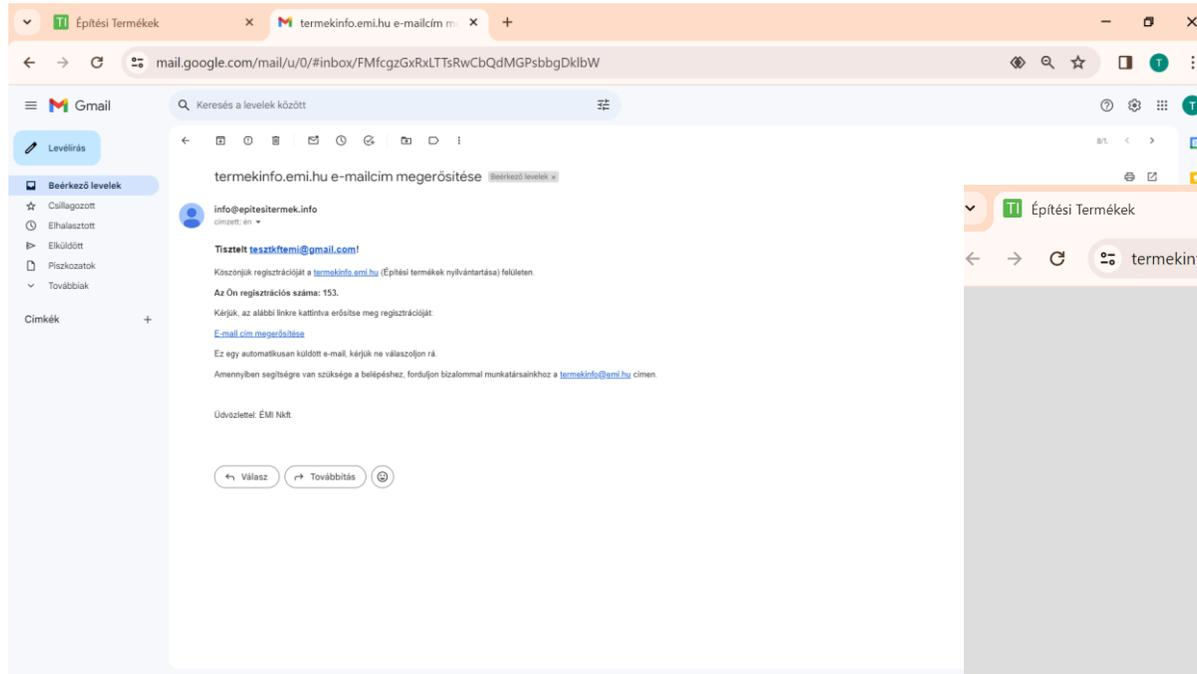 Építési Termékek
termekinfo.emi.hu e-mailcím m
mail.google.com/mail/u/0/#inbox/FMfcgzGxRxLTTsRwCbQdMGPsbbgDklbW
T
Gmail
Keresés a levelek között
Levélírás
8/1.
termekinfo.emi.hu e-mailcím megerősítése Beérkező levelek x
Beérkező levelek
Csillagozott
Elhalasztott
Elküldött
Piszkozatok
Továbbiak
Címkék
info@epitesitermek.info
címzett: én
Tisztelt tesztkftemi@gmail.com!
Köszönjük regisztrációját a termekinfo.emi.hu (Építési termékek nyilvántartása) felületen.
Az Ön regisztrációs száma: 153.
Kérjük, az alábbi linkre kattintva erősítse meg regisztrációját:
E-mail cím megerősítése
Ez egy automatikusan küldött e-mail, kérjük ne válaszoljon rá.
Amennyiben segítségre van szüksége a belépéshez, forduljon bizalommal munkatársainkhoz a termekinfo@emi.hu címen.
Üdvözlettel: ÉMI Nkft.
Válasz
Továbbítás
TI Építési Termékek
termekin